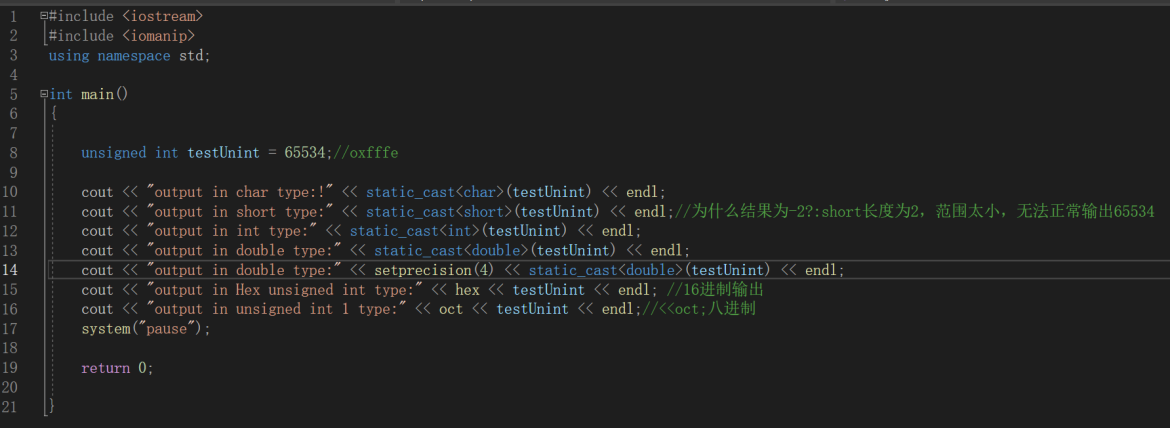 1 #include <iostream>
2 #include <iomanip>
3 using namespace std;
4
5 int main()
6 {
7
8 unsigned int testUnint = 65534;//oxfffe
9
10 cout << "output in char type:!" << static_cast<char>(testUnint) << endl;
11 cout << "output in short type:" << static_cast<short>(testUnint) << endl;//为什么结果为-2?:short长度为2，范围太小，无法正常输出65534
12 cout << "output in int type:" << static_cast<int>(testUnint) << endl;
13 cout << "output in double type:" << static_cast<double>(testUnint) << endl;
14 cout << "output in double type:" << setprecision(4) << static_cast<double>(testUnint) << endl;
15 cout << "output in Hex unsigned int type:" << hex << testUnint << endl; //16进制输出
16 cout << "output in unsigned int 1 type:" << oct << testUnint << endl;//<<oct;八进制
17 system("pause");
18
19 return 0;
20
21 }